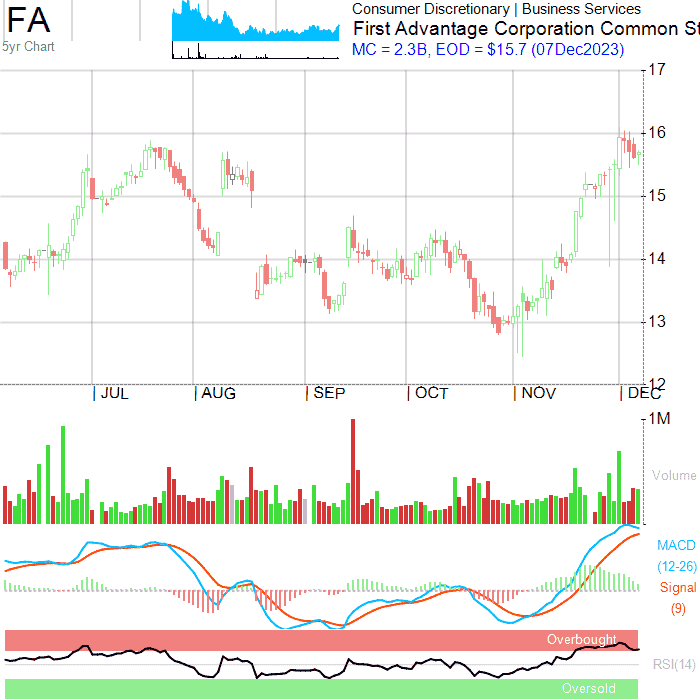 FA
5yr Chart
Consumer Discretionary | Business Services
First Advantage Corporation Common St
MC = 2.3B, EOD = $15.7 (07Dec2023)
17
16
15
14
13
12
JUL AUG SEP OCT NOV DEC
1M
Volume
MACD
(12-26)
Signal
(9)
Overbought
RSI(14)
Oversold